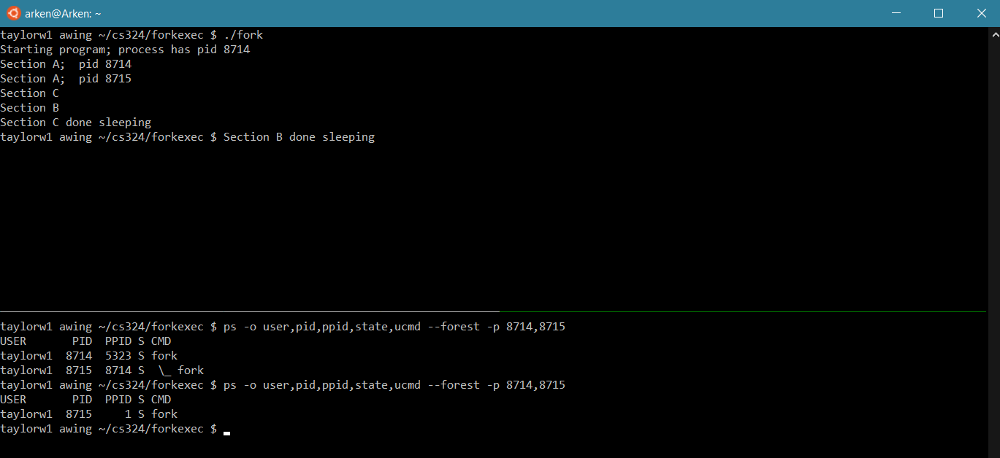 arken@Arken: ~
taylorw1 awing ~/cs324/forkexec $ ./fork
Starting program; process has pid 8714
Section A;  pid 8714
Section A;  pid 8715
Section C
Section B
Section C done sleeping
taylorw1 awing ~/cs324/forkexec $ Section B done sleeping
taylorw1 awing ~/cs324/forkexec $ ps -o user,pid,ppid,state,ucmd --forest -p 8714,8715
USER       PID  PPID S CMD
taylorw1  8714  5323 S fork
taylorw1  8715  8714 S  \_ fork
taylorw1 awing ~/cs324/forkexec $ ps -o user,pid,ppid,state,ucmd --forest -p 8714,8715
USER       PID  PPID S CMD
taylorw1  8715     1 S fork
taylorw1 awing ~/cs324/forkexec $